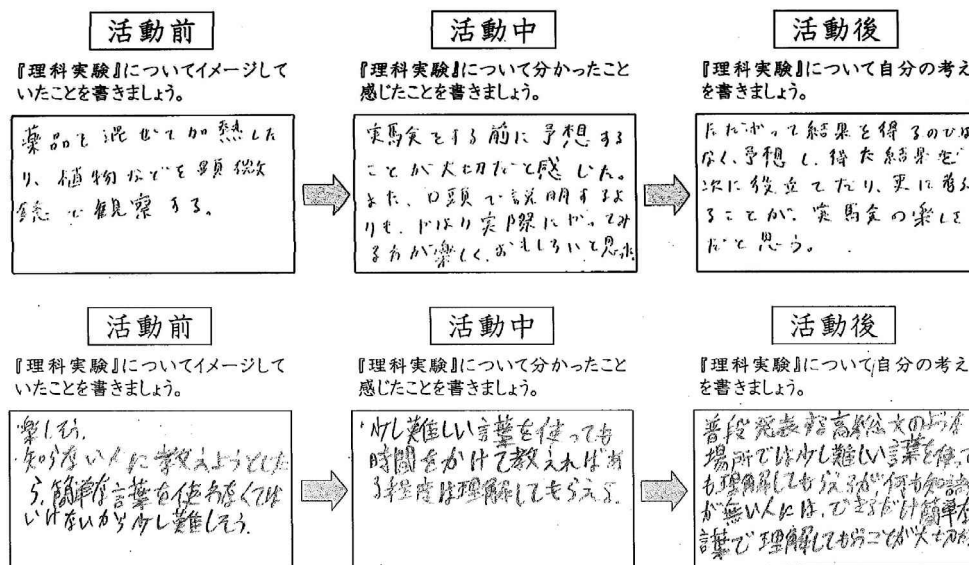 活動前
『理科実験』についてイメージして
いたことを書きましょう。
薬品を混ぜて加熱した
り、植物などを顕微
鏡で観察する。
活動中
『理科実験』について分かったこと
感じたことを書きましょう。
実験をする前に予想する
ことが大切だと感じた。
また、口頭で説明するよ
りも、やはり実際にやってみ
る方が楽しく、おもしろいと思った。
活動後
『理科実験』について自分の考え
を書きましょう。
ただやって結果を得るのでは
なく、予想し、得た結果を
次に役立てたり、更に
ることが、実験の楽しさ
だと思う。
活動前
『理科実験』についてイメージして
いたことを書きましょう。
・楽しそう。
・知らない人に教えようとした
ら、簡単な言葉を使わなくては
いけないから少し難しそう。
活動中
『理科実験』について分かったこと
感じたことを書きましょう。
・少し難しい言葉を使っても
時間をかけて教えればあ
る程度は理解してもらえる。
活動後
『理科実験』について自分の考え
を書きましょう。
普段発表する高総文のような
場所では少し難しい言葉を使って
も理解してもらえるが何も知識
が無い人には、できるだけ簡単な
言葉で理解してもらうことが大切だ